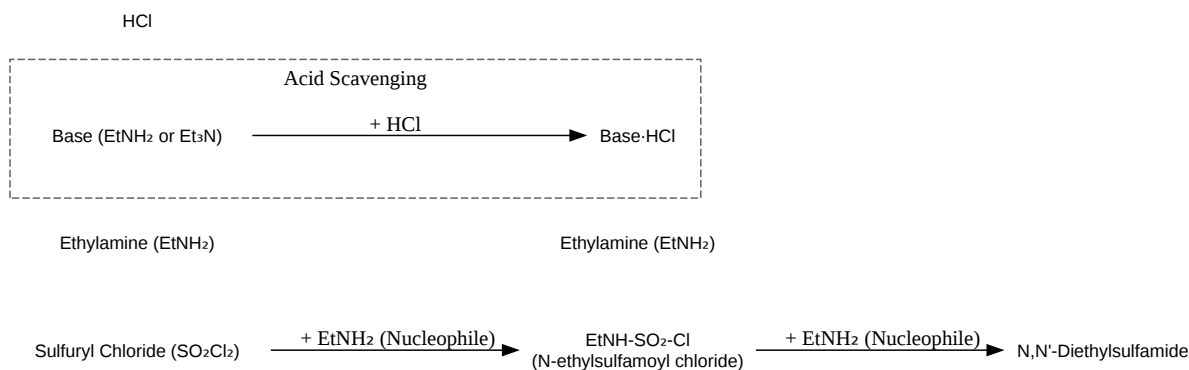 HCl
Acid Scavenging
Base (EtNH₂ or Et₃N)
+ HCl
Base·HCl
Ethylamine (EtNH₂)
Ethylamine (EtNH₂)
Sulfuryl Chloride (SO₂Cl₂)
+ EtNH₂ (Nucleophile)
EtNH-SO₂-Cl
(N-ethylsulfamoyl chloride)
+ EtNH₂ (Nucleophile)
N,N'-Diethylsulfamide